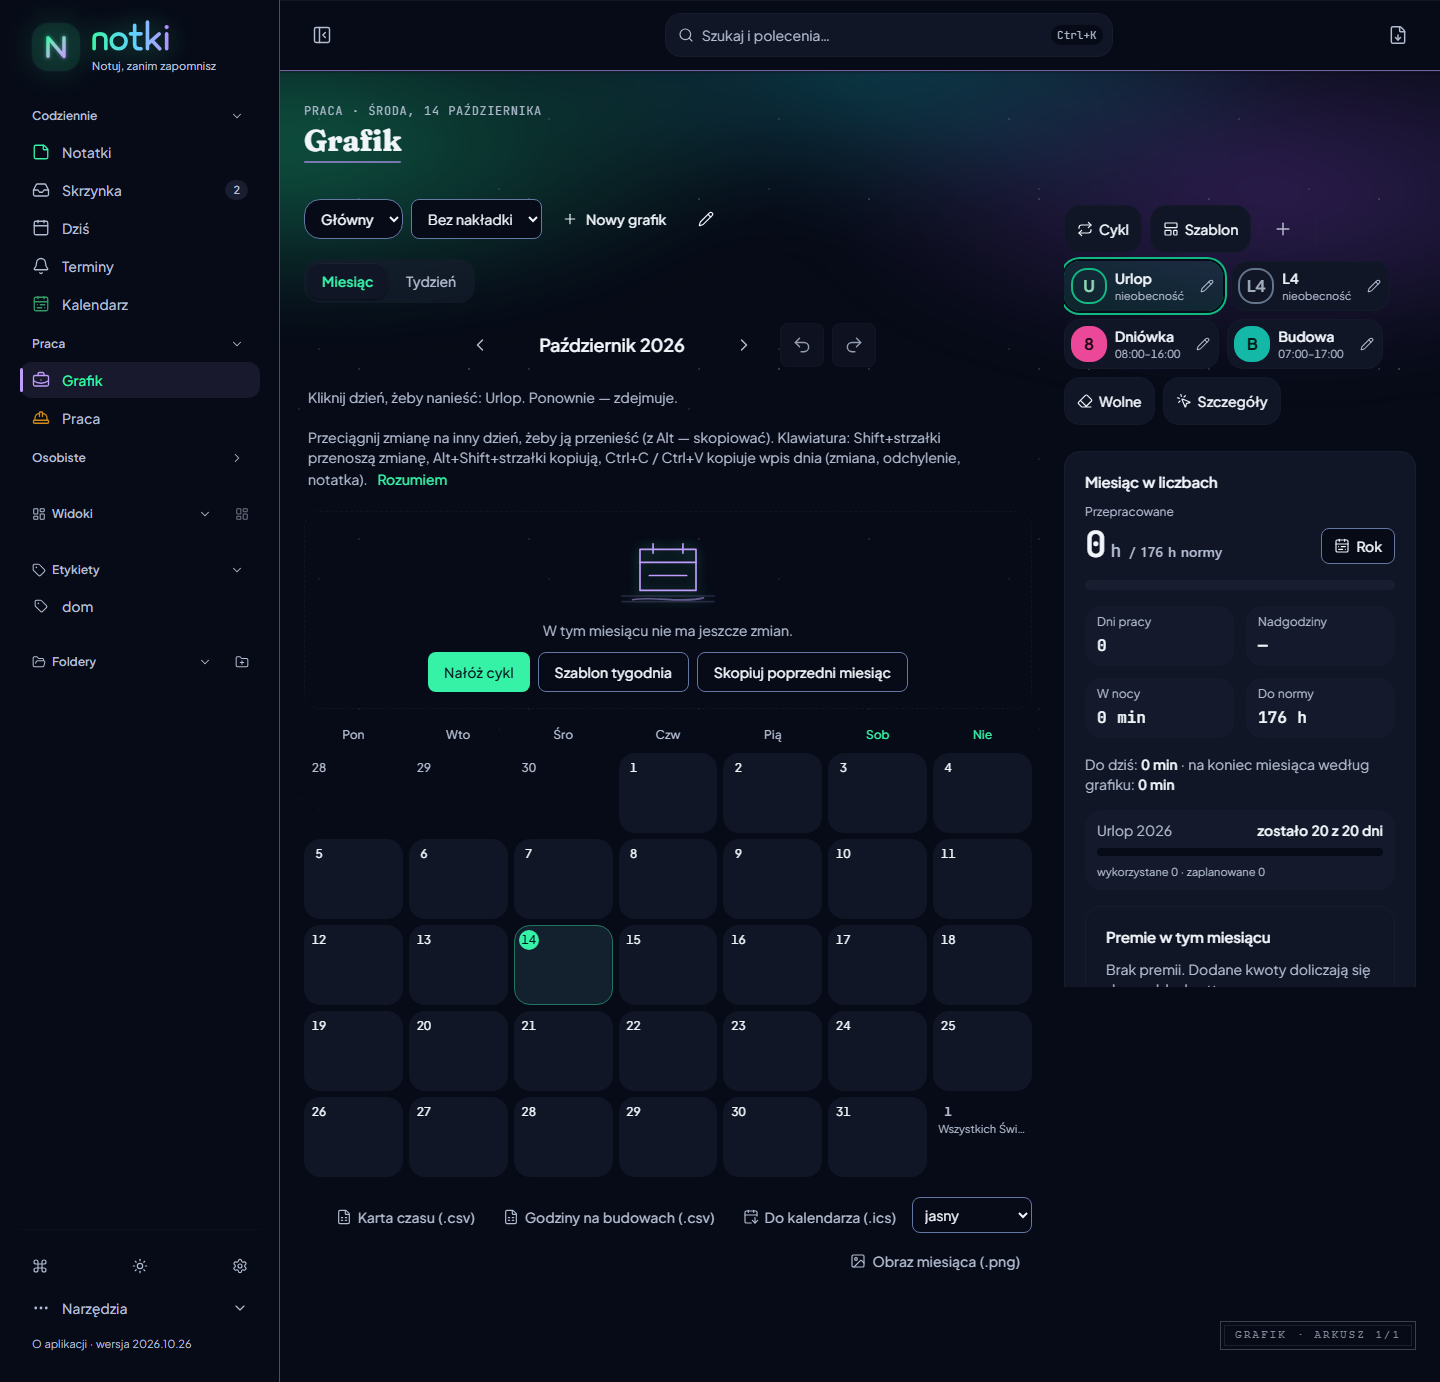 N notki
Notuj, zanim zapomnisz
Codziennie
Notatki
Skrzynka 2
Dziś
Terminy
Kalendarz
Praca
Grafik
Praca
Osobiste
Widoki
Etykiety
dom
Foldery
Narzędzia
O aplikacji · wersja 2026.10.26
Szukaj i polecenia… Ctrl+K
PRACA · ŚRODA, 14 PAŹDZIERNIKA
Grafik
Główny Bez nakładki Nowy grafik
Miesiąc Tydzień
Październik 2026
Kliknij dzień, żeby nanieść: Urlop. Ponownie — zdejmuje.
Przeciągnij zmianę na inny dzień, żeby ją przenieść (z Alt — skopiować). Klawiatura: Shift+strzałki
przenoszą zmianę, Alt+Shift+strzałki kopiują, Ctrl+C / Ctrl+V kopiuje wpis dnia (zmiana, odchylenie,
notatka). Rozumiem
W tym miesiącu nie ma jeszcze zmian.
Nałóż cykl Szablon tygodnia Skopiuj poprzedni miesiąc
Pon Wto Śro Czw Pią Sob Nie
28 29 30 1 2 3 4
5 6 7 8 9 10 11
12 13 14 15 16 17 18
19 20 21 22 23 24 25
26 27 28 29 30 31 1
Wszystkich Świ…
Karta czasu (.csv) Godziny na budowach (.csv) Do kalendarza (.ics) jasny
Obraz miesiąca (.png)
Cykl Szablon
U Urlop
nieobecność
L4 L4
nieobecność
8 Dniówka
08:00–16:00
B Budowa
07:00–17:00
Wolne Szczegóły
Miesiąc w liczbach
Przepracowane
0 h / 176 h normy Rok
Dni pracy
0
Nadgodziny
—
W nocy
0 min
Do normy
176 h
Do dziś: 0 min · na koniec miesiąca według
grafiku: 0 min
Urlop 2026 zostało 20 z 20 dni
wykorzystane 0 · zaplanowane 0
Premie w tym miesiącu
Brak premii. Dodane kwoty doliczają się
GRAFIK · ARKUSZ 1/1